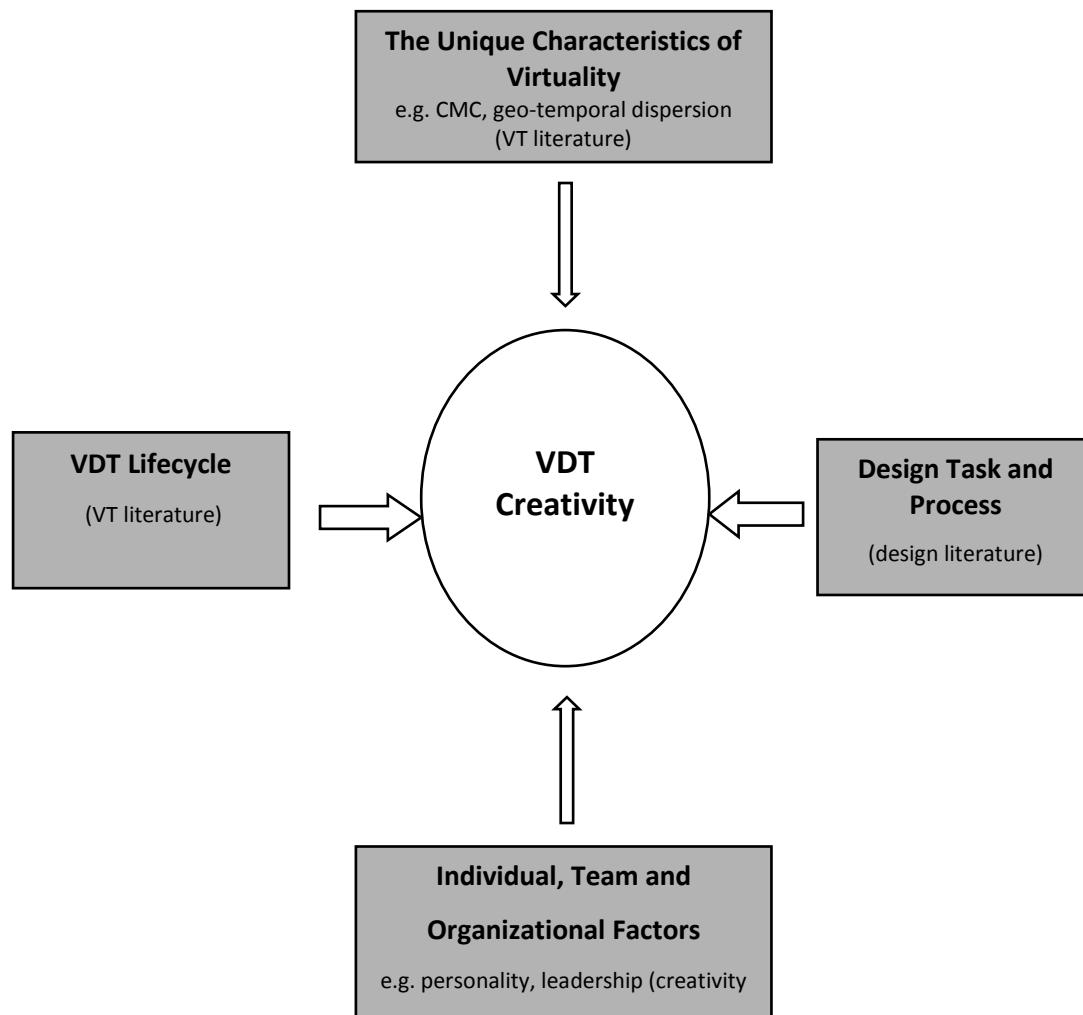 The Unique Characteristics of
Virtuality
e.g. CMC, geo-temporal dispersion
(VT literature)
VDT Lifecycle
(VT literature)
VDT
Creativity
Design Task and
Process
(design literature)
Individual, Team and
Organizational Factors
e.g. personality, leadership (creativity